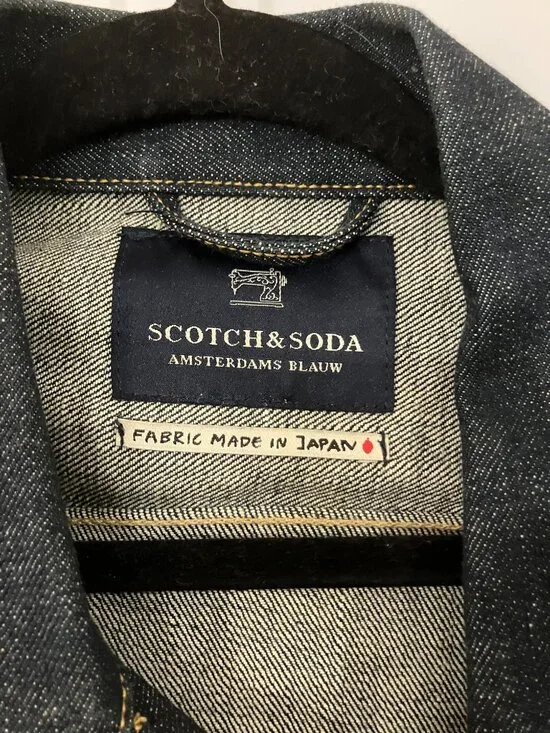 SCOTCH & SODA
AMSTERDAMS BLAUW
FABRIC MADE IN JAPAN